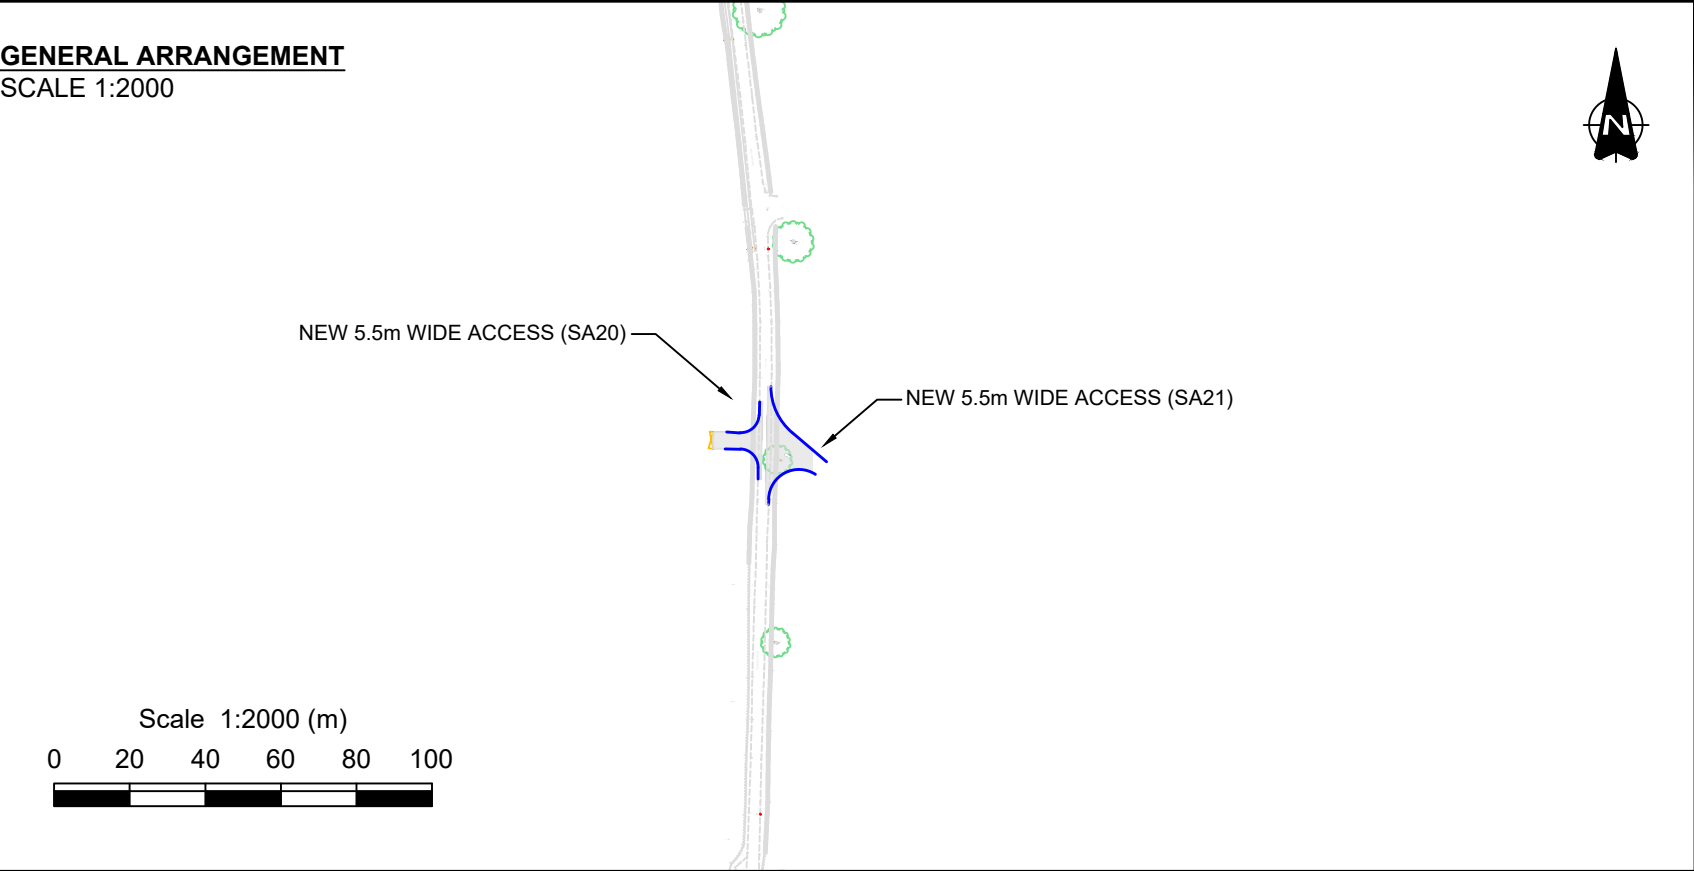 GENERAL ARRANGEMENT
SCALE 1:2000
N
NEW 5.5m WIDE ACCESS (SA20)
NEW 5.5m WIDE ACCESS (SA21)
Scale 1:2000 (m)
0 20 40 60 80 100